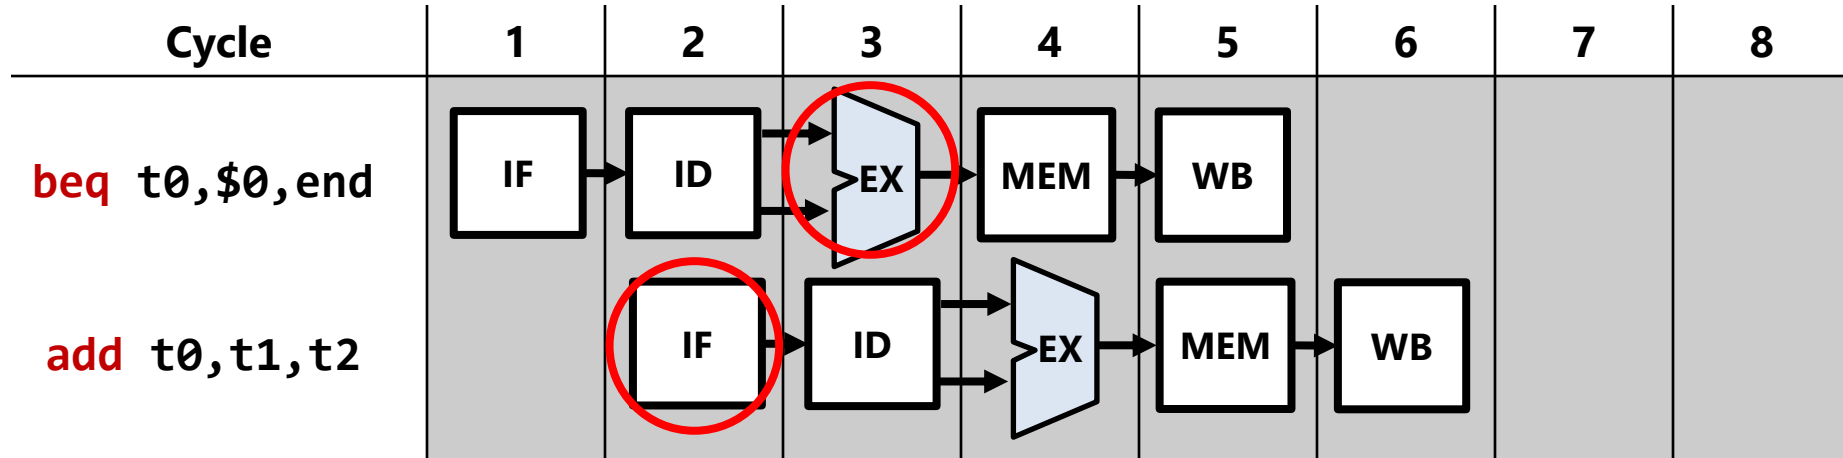 Cycle 1 2 3 4 5 6 7 8
beq t0,$0,end IF ID EX MEM WB
add t0,t1,t2 IF ID EX MEM WB